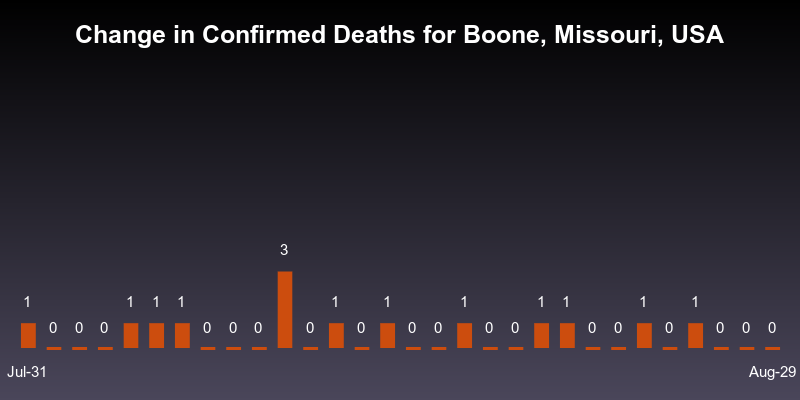 Change in Confirmed Deaths for Boone, Missouri, USA
3
1 1 1 1 1 1 1 1 1 1 1
0 0 0 0 0 0 0 0 0 0 0 0 0 0 0 0 0 0
Jul-31 Aug-29